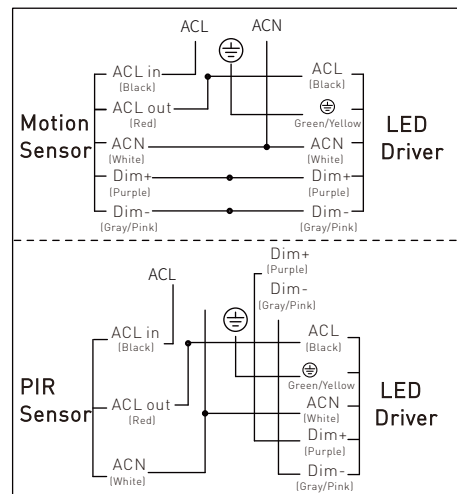 ACL ACN
ACL in
(Black)
ACL out
(Red)
Motion
Sensor
ACN
(White)
Dim+
(Purple)
Dim-
(Gray/Pink)
ACL
(Black)
Green/Yellow
ACN
(White)
Dim+
(Purple)
Dim-
(Gray/Pink)
LED
Driver
Dim+
(Purple)
Dim-
(Gray/Pink)
ACL
ACL in
(Black)
PIR
Sensor
ACL out
(Red)
ACN
(White)
ACL
(Black)
Green/Yellow
ACN
(White)
Dim+
(Purple)
Dim-
(Gray/Pink)
LED
Driver